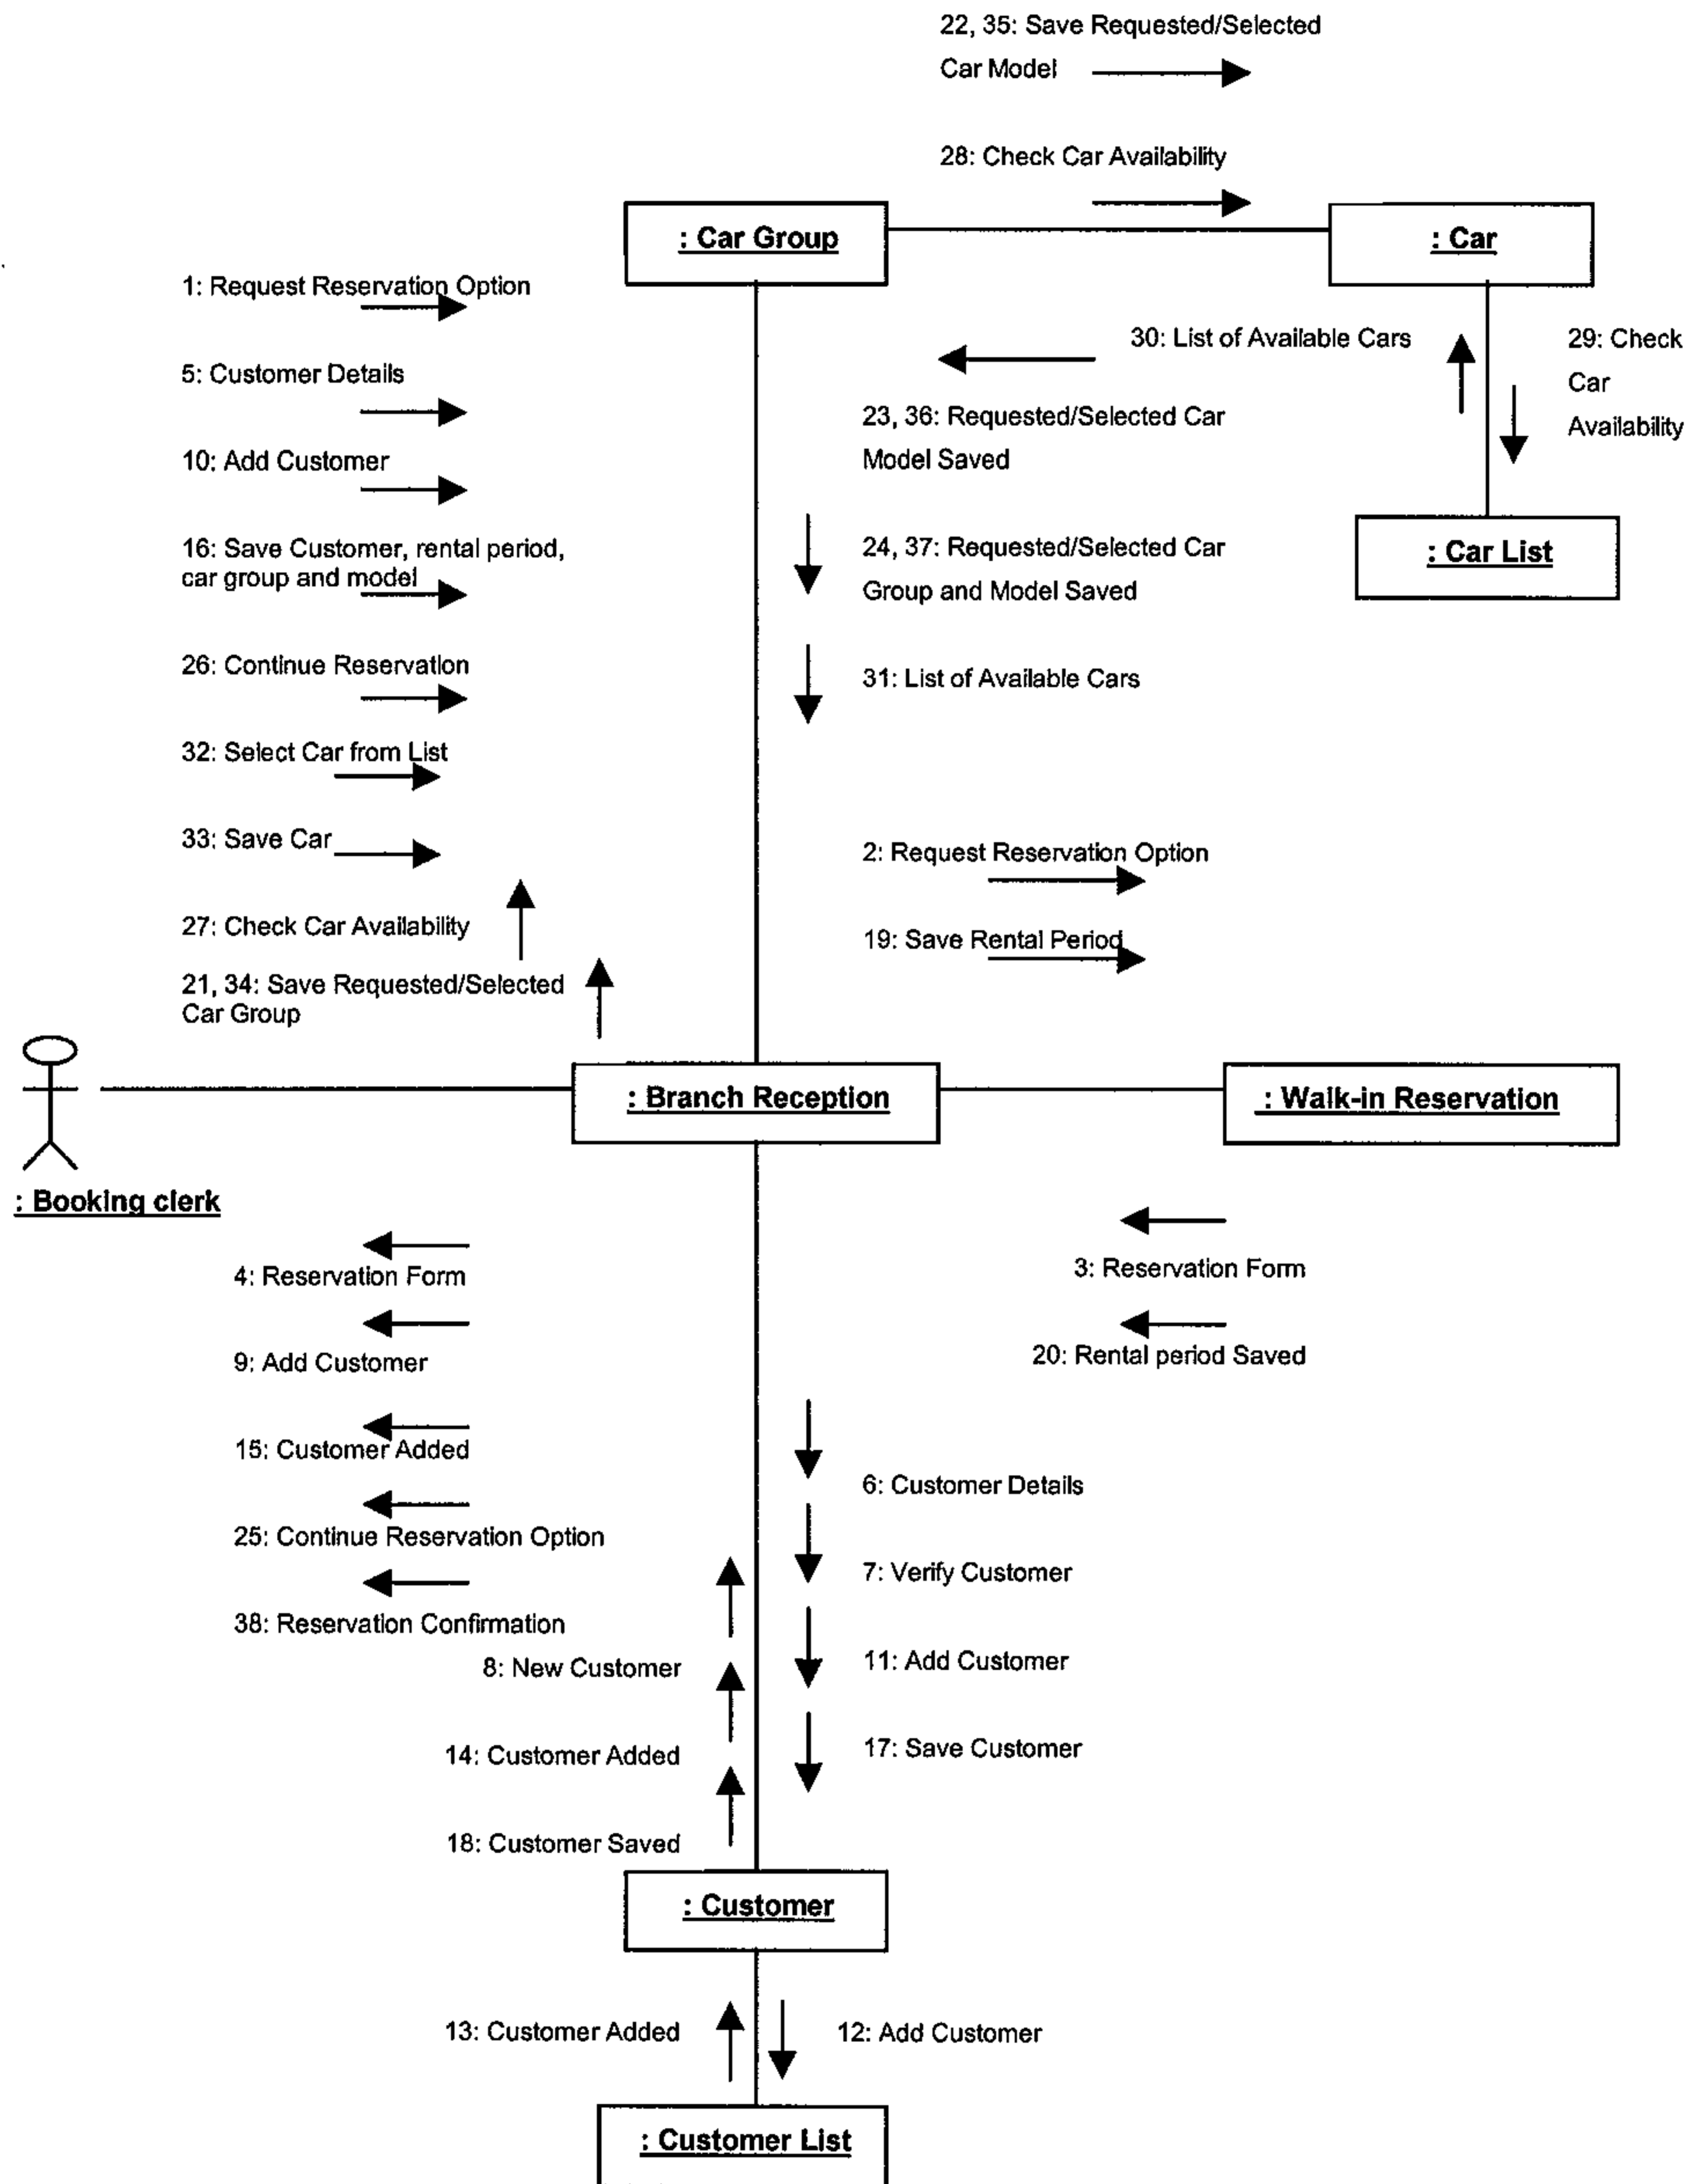 22, 35: Save Requested/Selected
Car Model
28: Check Car Availability
: Car Group
: Car
1: Request Reservation Option
30: List of Available Cars
29: Check
Car
Availability
5: Customer Details
23, 36: Requested/Selected Car
Model Saved
10: Add Customer
16: Save Customer, rental period,
car group and model
24, 37: Requested/Selected Car
Group and Model Saved
: Car List
26: Continue Reservation
31: List of Available Cars
32: Select Car from List
33: Save Car
2: Request Reservation Option
27: Check Car Availability
19: Save Rental Period
21, 34: Save Requested/Selected
Car Group
: Branch Reception
: Walk-in Reservation
: Booking clerk
4: Reservation Form
3: Reservation Form
9: Add Customer
20: Rental period Saved
15: Customer Added
6: Customer Details
25: Continue Reservation Option
7: Verify Customer
38: Reservation Confirmation
8: New Customer
11: Add Customer
14: Customer Added
17: Save Customer
18: Customer Saved
: Customer
13: Customer Added
12: Add Customer
: Customer List